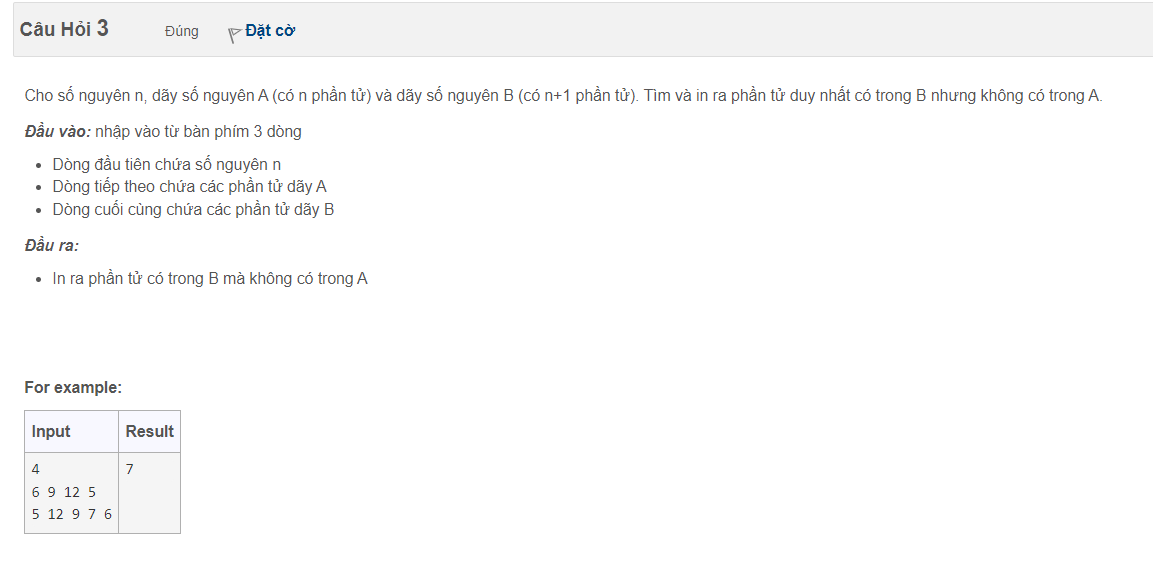 Câu Hỏi 3 Đúng Đặt cờ
Cho số nguyên n, dãy số nguyên A (có n phần tử) và dãy số nguyên B (có n+1 phần tử). Tìm và in ra phần tử duy nhất có trong B nhưng không có trong A.
Đầu vào: nhập vào từ bàn phím 3 dòng
• Dòng đầu tiên chứa số nguyên n
• Dòng tiếp theo chứa các phần tử dãy A
• Dòng cuối cùng chứa các phần tử dãy B
Đầu ra:
• In ra phần tử có trong B mà không có trong A
For example:
Input Result
4 7
6 9 12 5
5 12 9 7 6